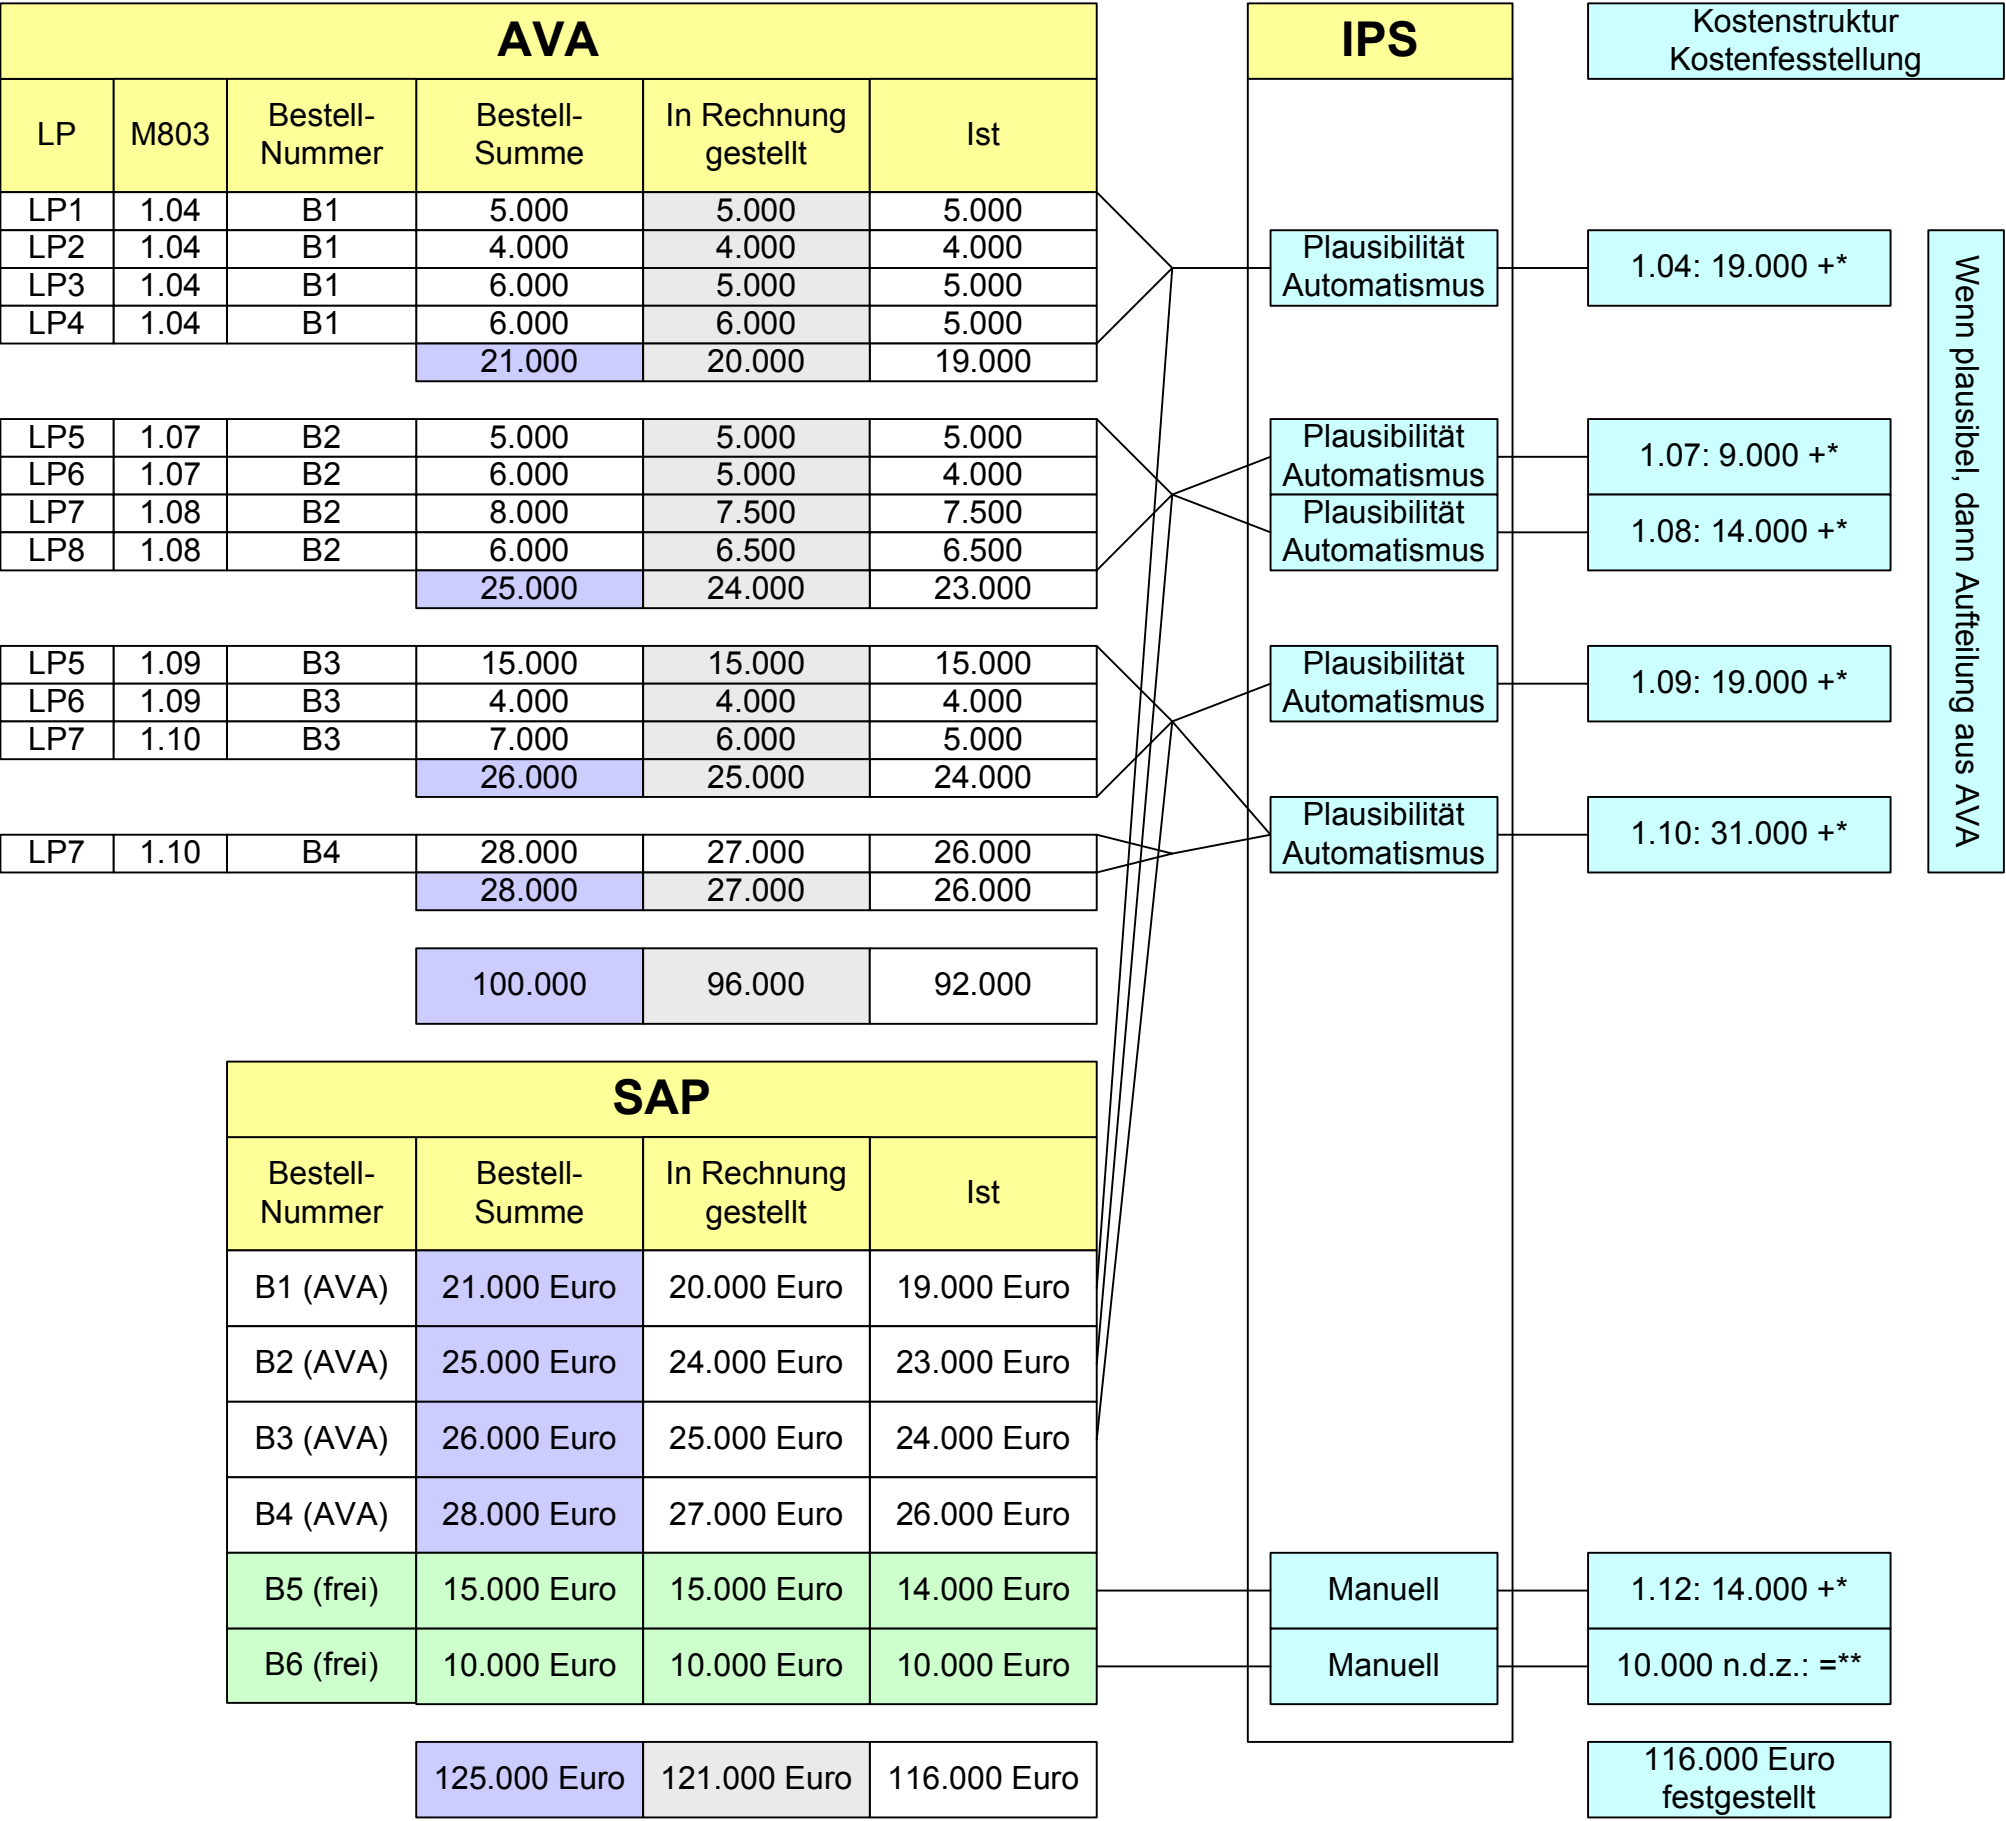 AVA
IPS
Kostenstruktur
Kostenfesstellung
LP M803 Bestell-
Nummer Bestell-
Summe In Rechnung
gestellt Ist
LP1 1.04 B1 5.000 5.000 5.000
LP2 1.04 B1 4.000 4.000 4.000
LP3 1.04 B1 6.000 5.000 5.000
LP4 1.04 B1 6.000 6.000 5.000
21.000 20.000 19.000
Plausibilität
Automatismus
1.04: 19.000 +*
LP5 1.07 B2 5.000 5.000 5.000
LP6 1.07 B2 6.000 5.000 4.000
LP7 1.08 B2 8.000 7.500 7.500
LP8 1.08 B2 6.000 6.500 6.500
25.000 24.000 23.000
Plausibilität
Automatismus
1.07: 9.000 +*
Plausibilität
Automatismus
1.08: 14.000 +*
LP5 1.09 B3 15.000 15.000 15.000
LP6 1.09 B3 4.000 4.000 4.000
LP7 1.10 B3 7.000 6.000 5.000
26.000 25.000 24.000
Plausibilität
Automatismus
1.09: 19.000 +*
LP7 1.10 B4 28.000 27.000 26.000
28.000 27.000 26.000
Plausibilität
Automatismus
1.10: 31.000 +*
Wenn plausibel, dann Aufteilung aus AVA
100.000 96.000 92.000
SAP
Bestell-
Nummer Bestell-
Summe In Rechnung
gestellt Ist
B1 (AVA) 21.000 Euro 20.000 Euro 19.000 Euro
B2 (AVA) 25.000 Euro 24.000 Euro 23.000 Euro
B3 (AVA) 26.000 Euro 25.000 Euro 24.000 Euro
B4 (AVA) 28.000 Euro 27.000 Euro 26.000 Euro
B5 (frei) 15.000 Euro 15.000 Euro 14.000 Euro Manuell 1.12: 14.000 +*
B6 (frei) 10.000 Euro 10.000 Euro 10.000 Euro Manuell 10.000 n.d.z.: =**
125.000 Euro 121.000 Euro 116.000 Euro
116.000 Euro
festgestellt